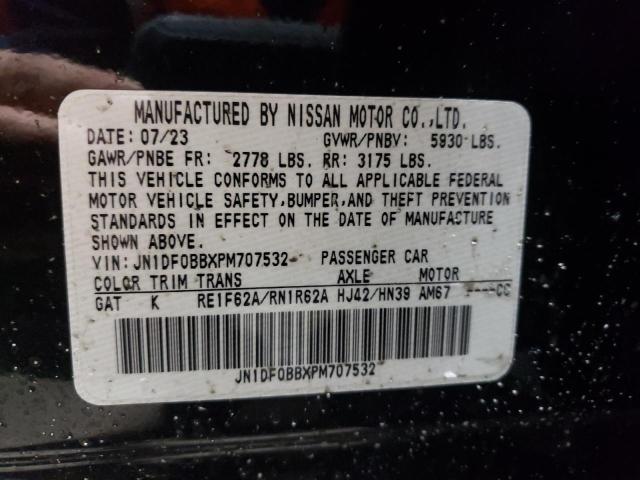 MANUFACTURED BY NISSAN MOTOR CO.,LTD.
DATE: 07/23 GVWR/PNBV: 5930 LBS.
GAWR/PNBE FR: 2778 LBS. RR: 3175 LBS.
THIS VEHICLE CONFORMS TO ALL APPLICABLE FEDERAL
MOTOR VEHICLE SAFETY,BUMPER,AND THEFT PREVENTION
STANDARDS IN EFFECT ON THE DATE OF MANUFACTURE
SHOWN ABOVE.
VIN: JN1DF0BBXPM707532 PASSENGER CAR
COLOR TRIM TRANS AXLE MOTOR
GAT K RE1F62A/RN1R62A HJ42/HN39 AM67 ----CC
JN1DF0BBXPM707532